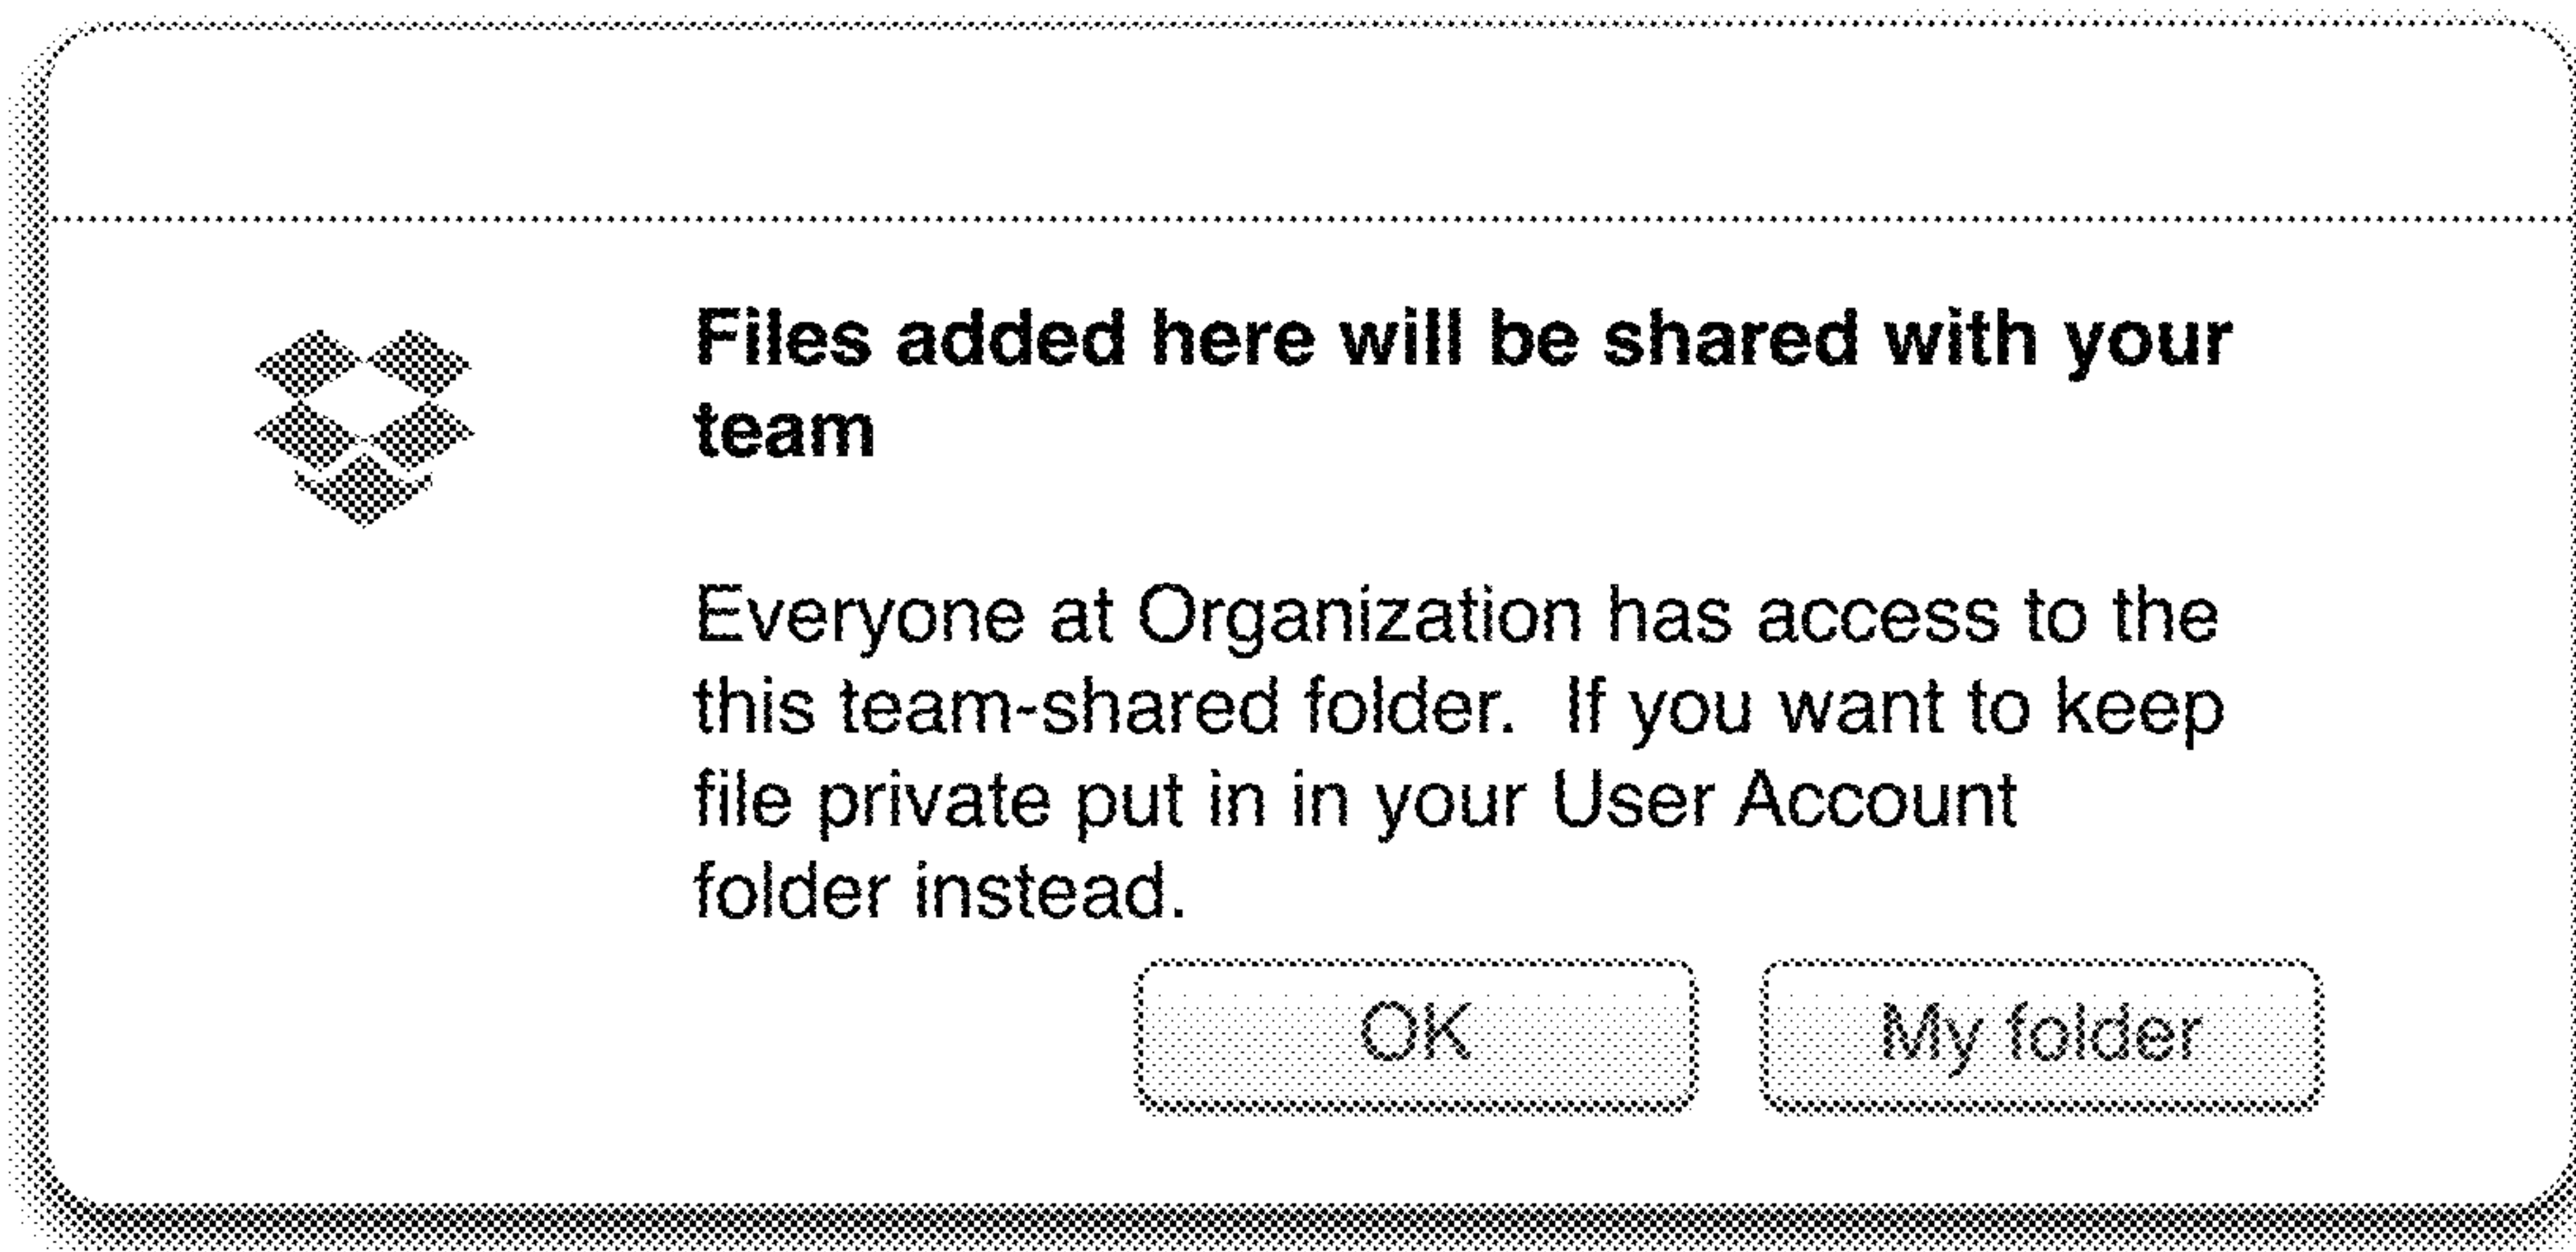 Files added here will be shared with your
team
Everyone at Organization has access to the
this team-shared folder.  If you want to keep
file private put in in your User Account
folder instead.
OK
My folder